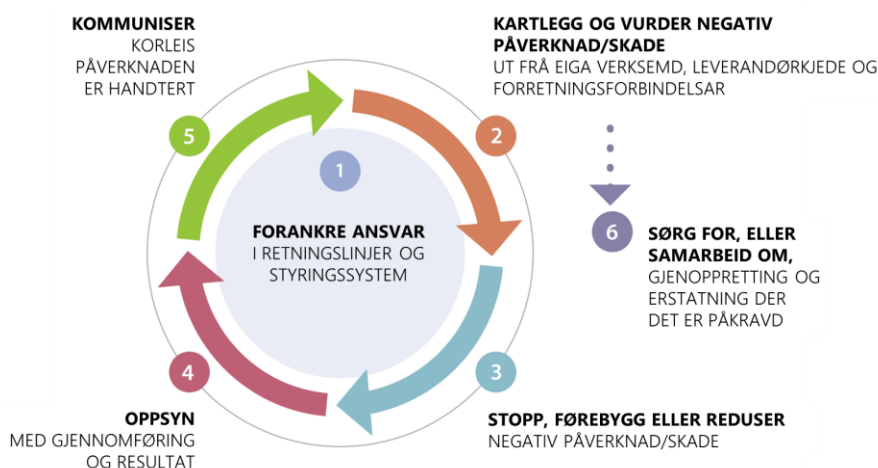 1
FORANKRE ANSVAR
I RETNINGSLINJER OG
STYRINGSSYSTEM
2
KARTLEGG OG VURDER NEGATIV
PÅVERKNAD/SKADE
UT FRÅ EIGA VERKSEMD, LEVERANDØRKJEDE OG
FORRETNINGSFORBINDELSAR
3
STOPP, FØREBYGG ELLER REDUSER
NEGATIV PÅVERKNAD/SKADE
4
OPPSYN
MED GJENNOMFØRING
OG RESULTAT
5
KOMMUNISER
KORLEIS
PÅVERKNADEN
ER HANDTERT
6
SØRG FOR, ELLER
SAMARBEID OM,
GJENOPPRETTING OG
ERSTATNING DER
DET ER PÅKRAVD